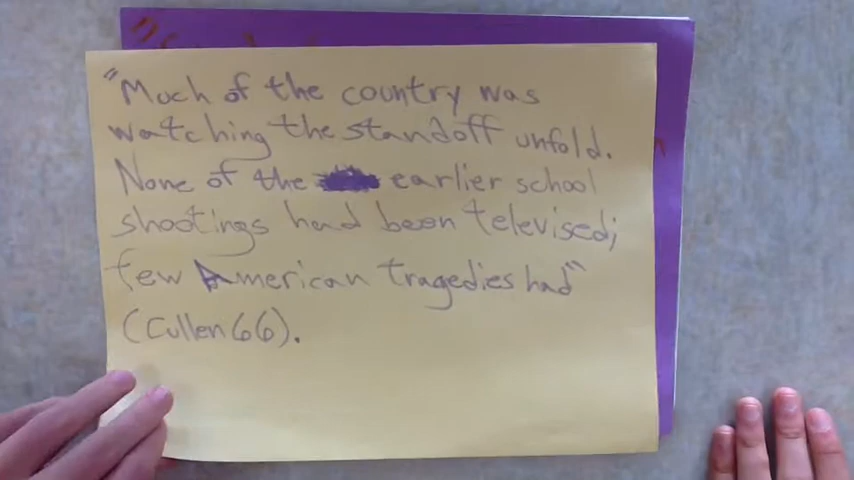 "Much of the country was
watching the standoff unfold.
None of the earlier school
shootings had been televised;
few American tragedies had"
(Cullen 66).